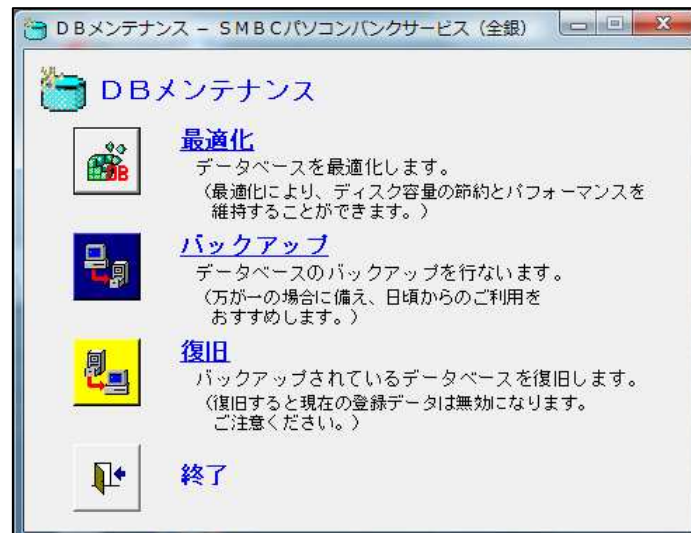 DBメンテナンス － SMBCパソコンバンクサービス（全銀）
DBメンテナンス
最適化
データベースを最適化します。
（最適化により、ディスク容量の節約とパフォーマンスを
維持することができます。）
DB
バックアップ
データベースのバックアップを行ないます。
（万が一の場合に備え、日頃からのご利用を
おすすめします。）
復旧
バックアップされているデータベースを復旧します。
（復旧すると現在の登録データは無効になります。
ご注意ください。）
終了